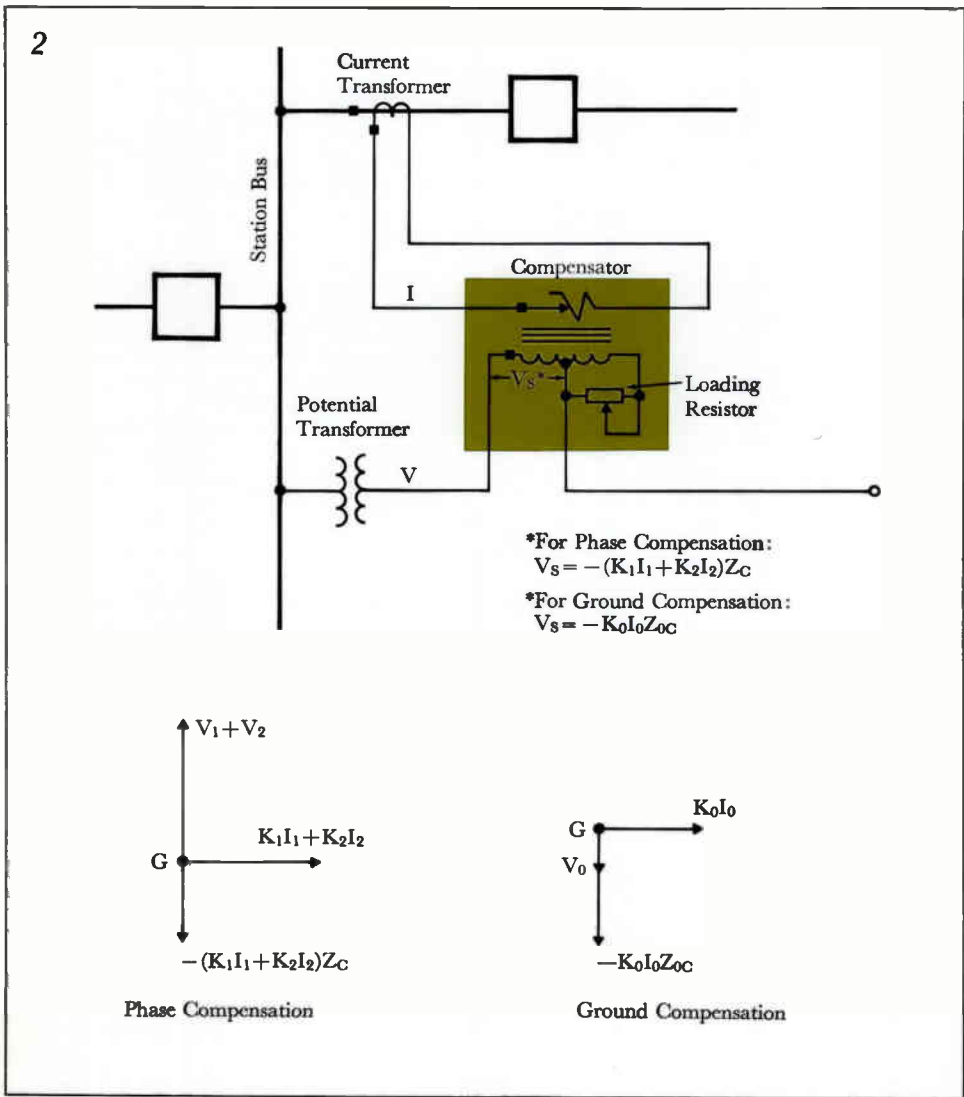 2
Current
Transformer
Station Bus
Compensator
I
Vs*
Loading
Resistor
Potential
Transformer
V
*For Phase Compensation:
Vs = −(K₁I₁+K₂I₂)Zc
*For Ground Compensation:
Vs = −K₀I₀Z₀c
V₁+V₂
K₁I₁+K₂I₂
G
−(K₁I₁+K₂I₂)Zc
Phase Compensation
K₀I₀
G
V₀
−K₀I₀Z₀c
Ground Compensation